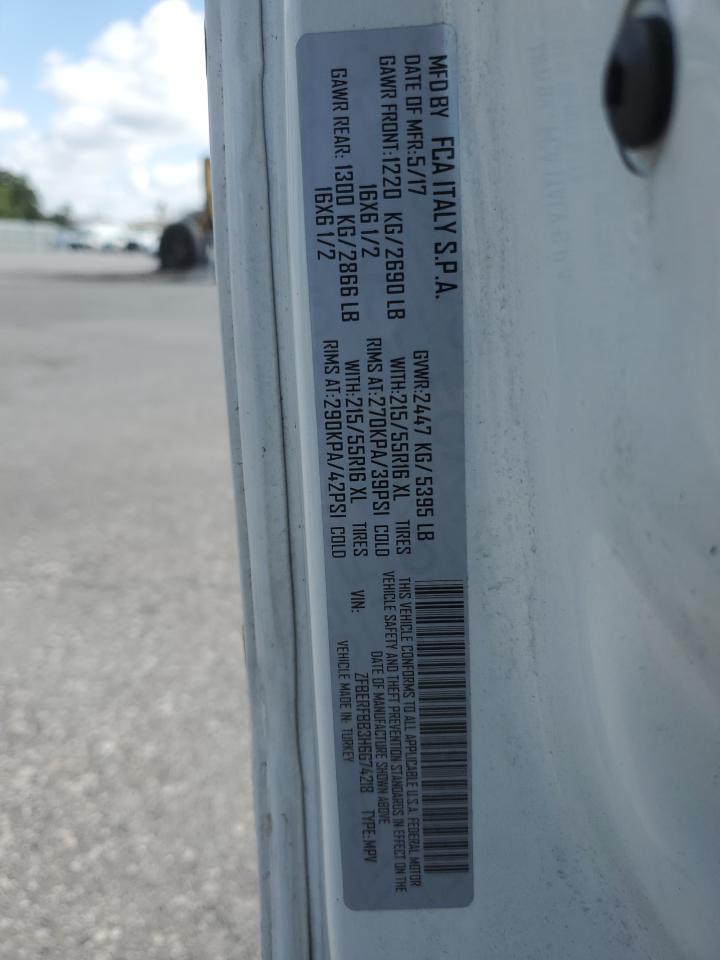 MFD BY FCA ITALY S.P.A.
DATE OF MFR:5/17 GVWR:2447 KG/5395 LB
GAWR FRONT:1220 KG/2690 LB WITH:215/55R16 XL TIRES
16X6 1/2 RIMS AT:270KPA/39PSI COLD
GAWR REAR: 1300 KG/2866 LB WITH:215/55R16 XL TIRES
16X6 1/2 RIMS AT:290KPA/42PSI COLD
THIS VEHICLE CONFORMS TO ALL APPLICABLE U.S.A. FEDERAL MOTOR
VEHICLE SAFETY AND THEFT PREVENTION STANDARDS IN EFFECT ON THE
DATE OF MANUFACTURE SHOWN ABOVE
VIN: ZFBERFBB3H6G74218 TYPE:MPV
VEHICLE MADE IN: TURKEY